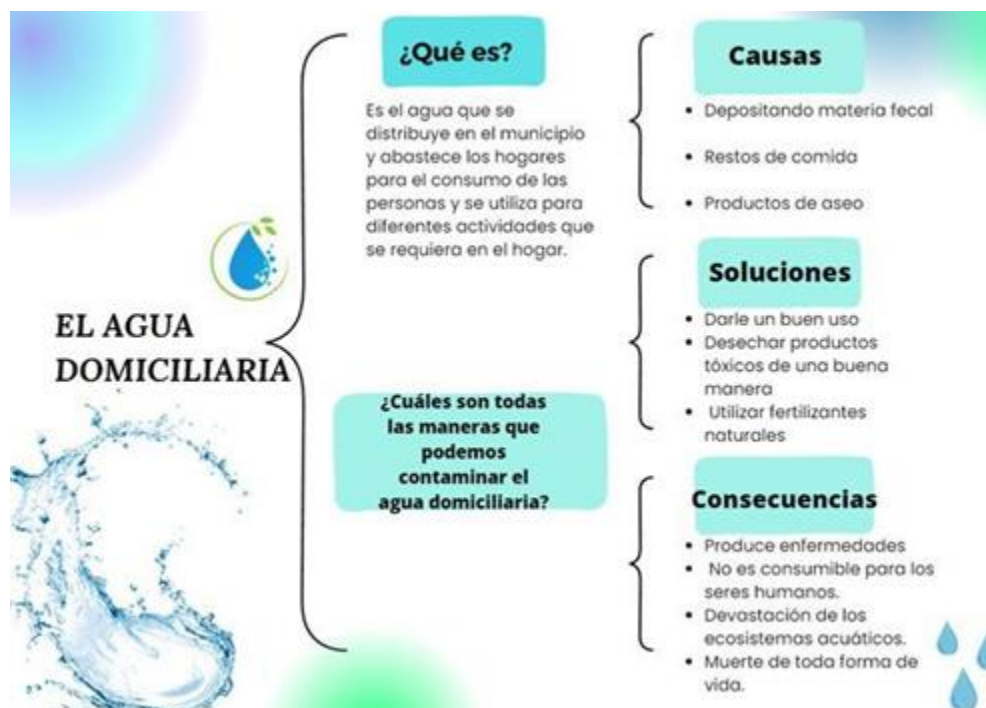 EL AGUA
DOMICILIARIA
¿Qué es?
Es el agua que se
distribuye en el municipio
y abastece los hogares
para el consumo de las
personas y se utiliza para
diferentes actividades que
se requiera en el hogar.
¿Cuáles son todas
las maneras que
podemos
contaminar el
agua domiciliaria?
Causas
• Depositando materia fecal
• Restos de comida
• Productos de aseo
Soluciones
• Darle un buen uso
• Desechar productos
tóxicos de una buena
manera
• Utilizar fertilizantes
naturales
Consecuencias
• Produce enfermedades
• No es consumible para los
seres humanos.
• Devastación de los
ecosistemas acuáticos.
• Muerte de toda forma de
vida.